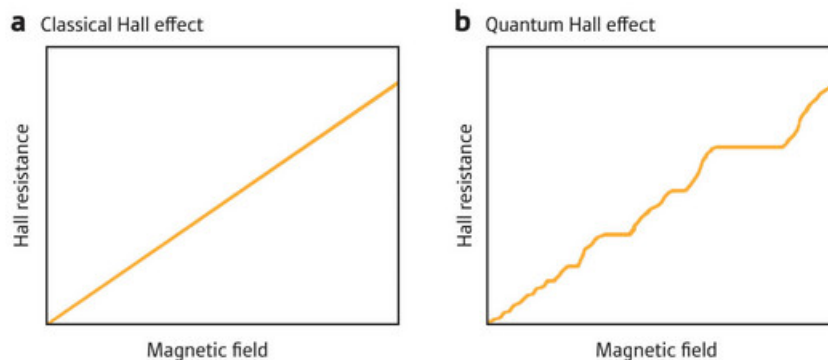 a Classical Hall effect
Hall resistance
Magnetic field
b Quantum Hall effect
Hall resistance
Magnetic field